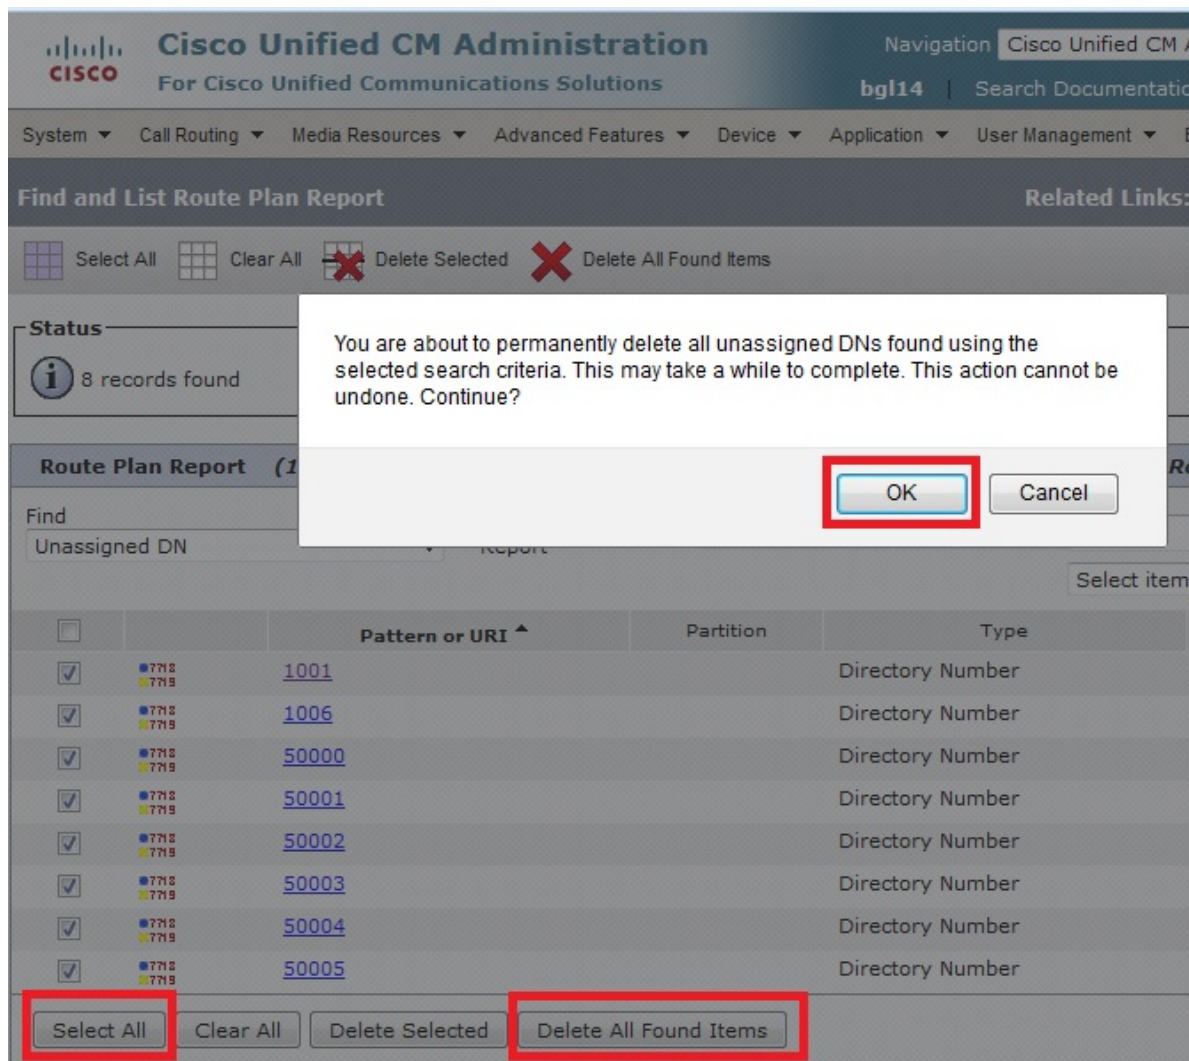 CISCO
Cisco Unified CM Administration
For Cisco Unified Communications Solutions
Navigation Cisco Unified CM
bgl14 | Search
System Call Routing Media Resources Advanced Features Device Application User Management
Find and List Route Plan Report
Related Links:
Select All Clear All Delete Selected Delete All Found Items
Status
8 records found
You are about to permanently delete all unassigned DNs found using the
selected search criteria. This may take a while to complete. This action cannot be
undone. Continue?
OK Cancel
Route Plan Report (1
Find
Unassigned DN
Report
Select item
Pattern or URI Partition Type
1001 Directory Number
1006 Directory Number
50000 Directory Number
50001 Directory Number
50002 Directory Number
50003 Directory Number
50004 Directory Number
50005 Directory Number
Select All Clear All Delete Selected Delete All Found Items